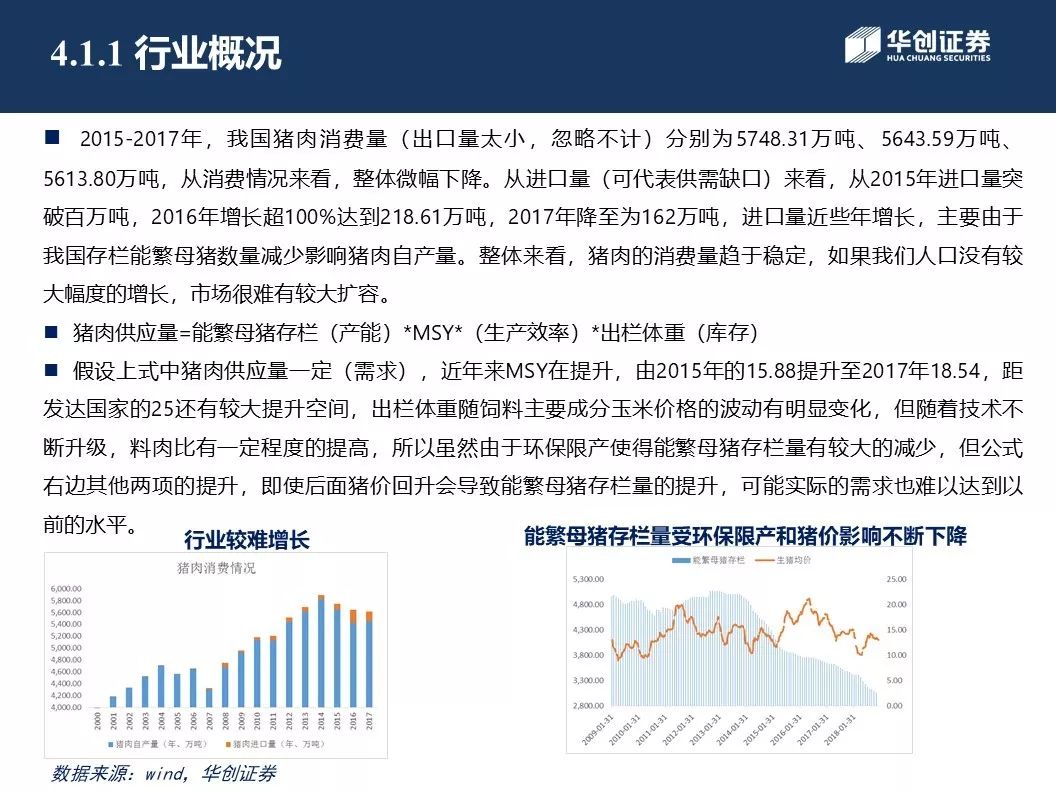 4.1.1 行业概况
华创证券
HUA CHUANG SECURITIES
■ 2015-2017年，我国猪肉消费量（出口量太小，忽略不计）分别为5748.31万吨、5643.59万吨、
5613.80万吨，从消费情况来看，整体微幅下降。从进口量（可代表供需缺口）来看，从2015年进口量突
破百万吨，2016年增长超100%达到218.61万吨，2017年降至为162万吨，进口量近些年增长，主要由于
我国存栏能繁母猪数量减少影响猪肉自产量。整体来看，猪肉的消费量趋于稳定，如果我们人口没有较
大幅度的增长，市场很难有较大扩容。
■ 猪肉供应量=能繁母猪存栏（产能）*MSY*（生产效率）*出栏体重（库存）
■ 假设上式中猪肉供应量一定（需求），近年来MSY在提升，由2015年的15.88提升至2017年18.54，距
发达国家的25还有较大提升空间，出栏体重随饲料主要成分玉米价格的波动有明显变化，但随着技术不
断升级，料肉比有一定程度的提高，所以虽然由于环保限产使得能繁母猪存栏量有较大的减少，但公式
右边其他两项的提升，即使后面猪价回升会导致能繁母猪存栏量的提升，可能实际的需求也难以达到以
前的水平。
行业较难增长
猪肉消费情况
6,000.00
5,800.00
5,600.00
5,400.00
5,200.00
5,000.00
4,800.00
4,600.00
4,400.00
4,200.00
4,000.00
2000 2001 2002 2003 2004 2005 2006 2007 2008 2009 2010 2011 2012 2013 2014 2015 2016 2017
猪肉自产量（年、万吨） 猪肉进口量（年、万吨）
能繁母猪存栏量受环保限产和猪价影响不断下降
能繁母猪存栏 生猪均价
5,300.00 25.00
4,800.00 20.00
4,300.00 15.00
3,800.00 10.00
3,300.00 5.00
2,800.00 0.00
2009-01-31 2010-01-31 2011-01-31 2012-01-31 2013-01-31 2014-01-31 2015-01-31 2016-01-31 2017-01-31 2018-01-31
数据来源：wind，华创证券